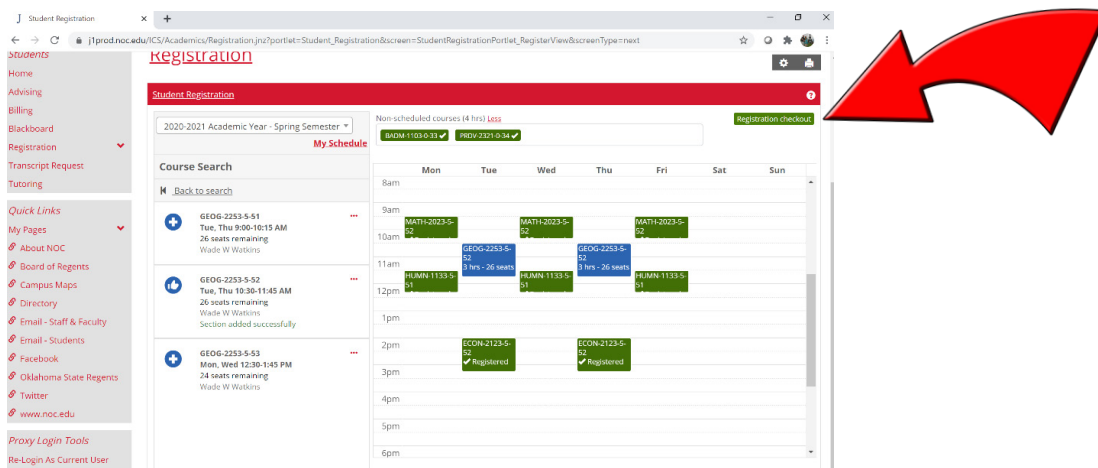 Student Registration
j1prod.noc.edu/ICS/Academics/Registration.jnz?portlet=Student_Registration&screen=StudentRegistrationPortlet_RegisterView&screenType=next
Students
Home
Advising
Billing
Blackboard
Registration
Transcript Request
Tutoring
Quick Links
My Pages
About NOC
Board of Regents
Campus Maps
Directory
Email - Staff & Faculty
Email - Students
Facebook
Oklahoma State Regents
Twitter
www.noc.edu
Proxy Login Tools
Re-Login As Current User
Registration
Student Registration
2020-2021 Academic Year - Spring Semester
My Schedule
Course Search
Back to search
GEOG-2253-5-51
Tue, Thu 9:00-10:15 AM
26 seats remaining
Wade W Watkins
GEOG-2253-5-52
Tue, Thu 10:30-11:45 AM
26 seats remaining
Wade W Watkins
Section added successfully
GEOG-2253-5-53
Mon, Wed 12:30-1:45 PM
24 seats remaining
Wade W Watkins
Non-scheduled courses (4 hrs) Less
Registration checkout
BADM-1103-0-33 ✔ PRDV-2321-0-34 ✔
Mon Tue Wed Thu Fri Sat Sun
8am
9am
MATH-2023-5-52 MATH-2023-5-52 MATH-2023-5-52
10am
GEOG-2253-5-52 GEOG-2253-5-52
3 hrs - 26 seats 3 hrs - 26 seats
11am
HUMN-1133-5-51 HUMN-1133-5-51 HUMN-1133-5-51
12pm
1pm
2pm
ECON-2123-5-52 ECON-2123-5-52
✔ Registered ✔ Registered
3pm
4pm
5pm
6pm